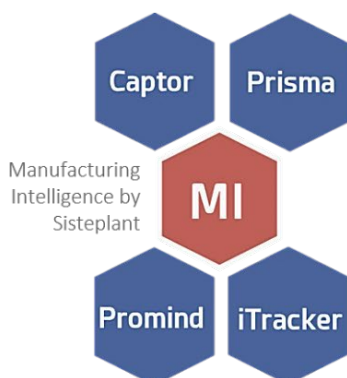 Captor
Prisma
Manufacturing
Intelligence by
Sisteplant
MI
Promind
iTracker